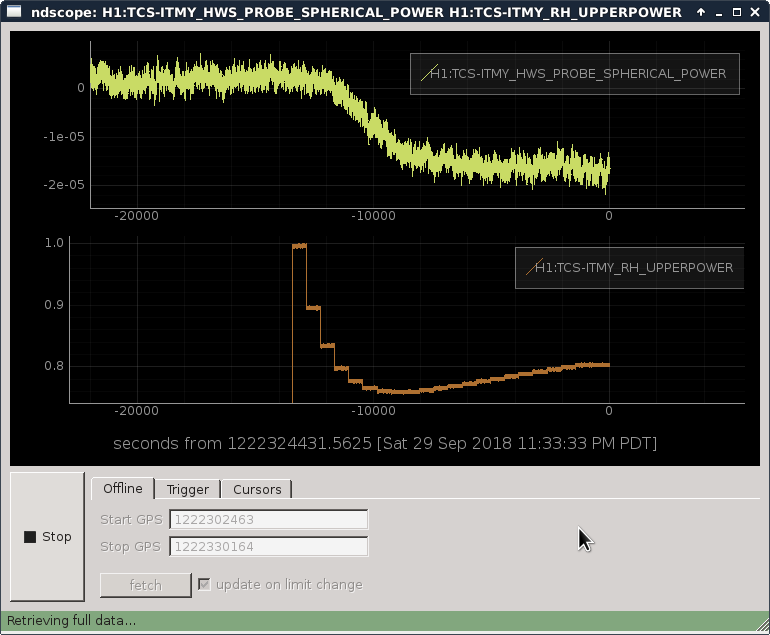 ndscope: H1:TCS-ITMY_HWS_PROBE_SPHERICAL_POWER H1:TCS-ITMY_RH_UPPERPOWER
H1:TCS-ITMY_HWS_PROBE_SPHERICAL_POWER
0
-1e-05
-2e-05
-20000 -10000 0
1.0
H1:TCS-ITMY_RH_UPPERPOWER
0.9
0.8
-20000 -10000 0
seconds from 1222324431.5625 [Sat 29 Sep 2018 11:33:33 PM PDT]
Offline Trigger Cursors
Start GPS 1222302463
Stop
Stop GPS 1222330164
fetch update on limit change
Retrieving full data...